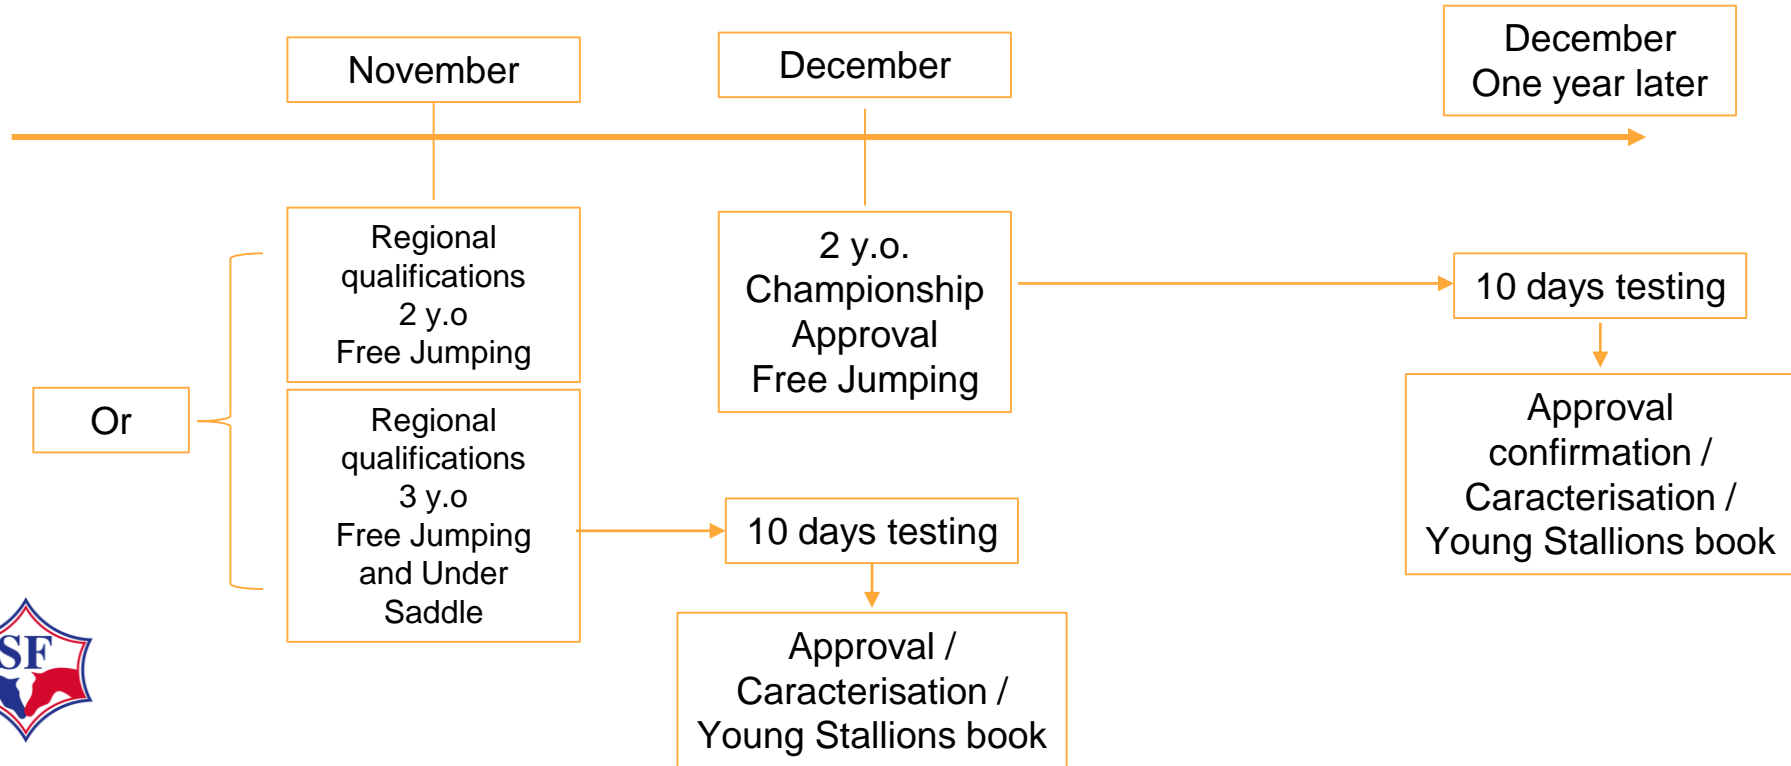 November
December
December
One year later
Regional
qualifications
2 y.o
Free Jumping
2 y.o.
Championship
Approval
Free Jumping
10 days testing
Or
Regional
qualifications
3 y.o
Free Jumping
and Under
Saddle
10 days testing
Approval
confirmation /
Caracterisation /
Young Stallions book
Approval /
Caracterisation /
Young Stallions book
SF